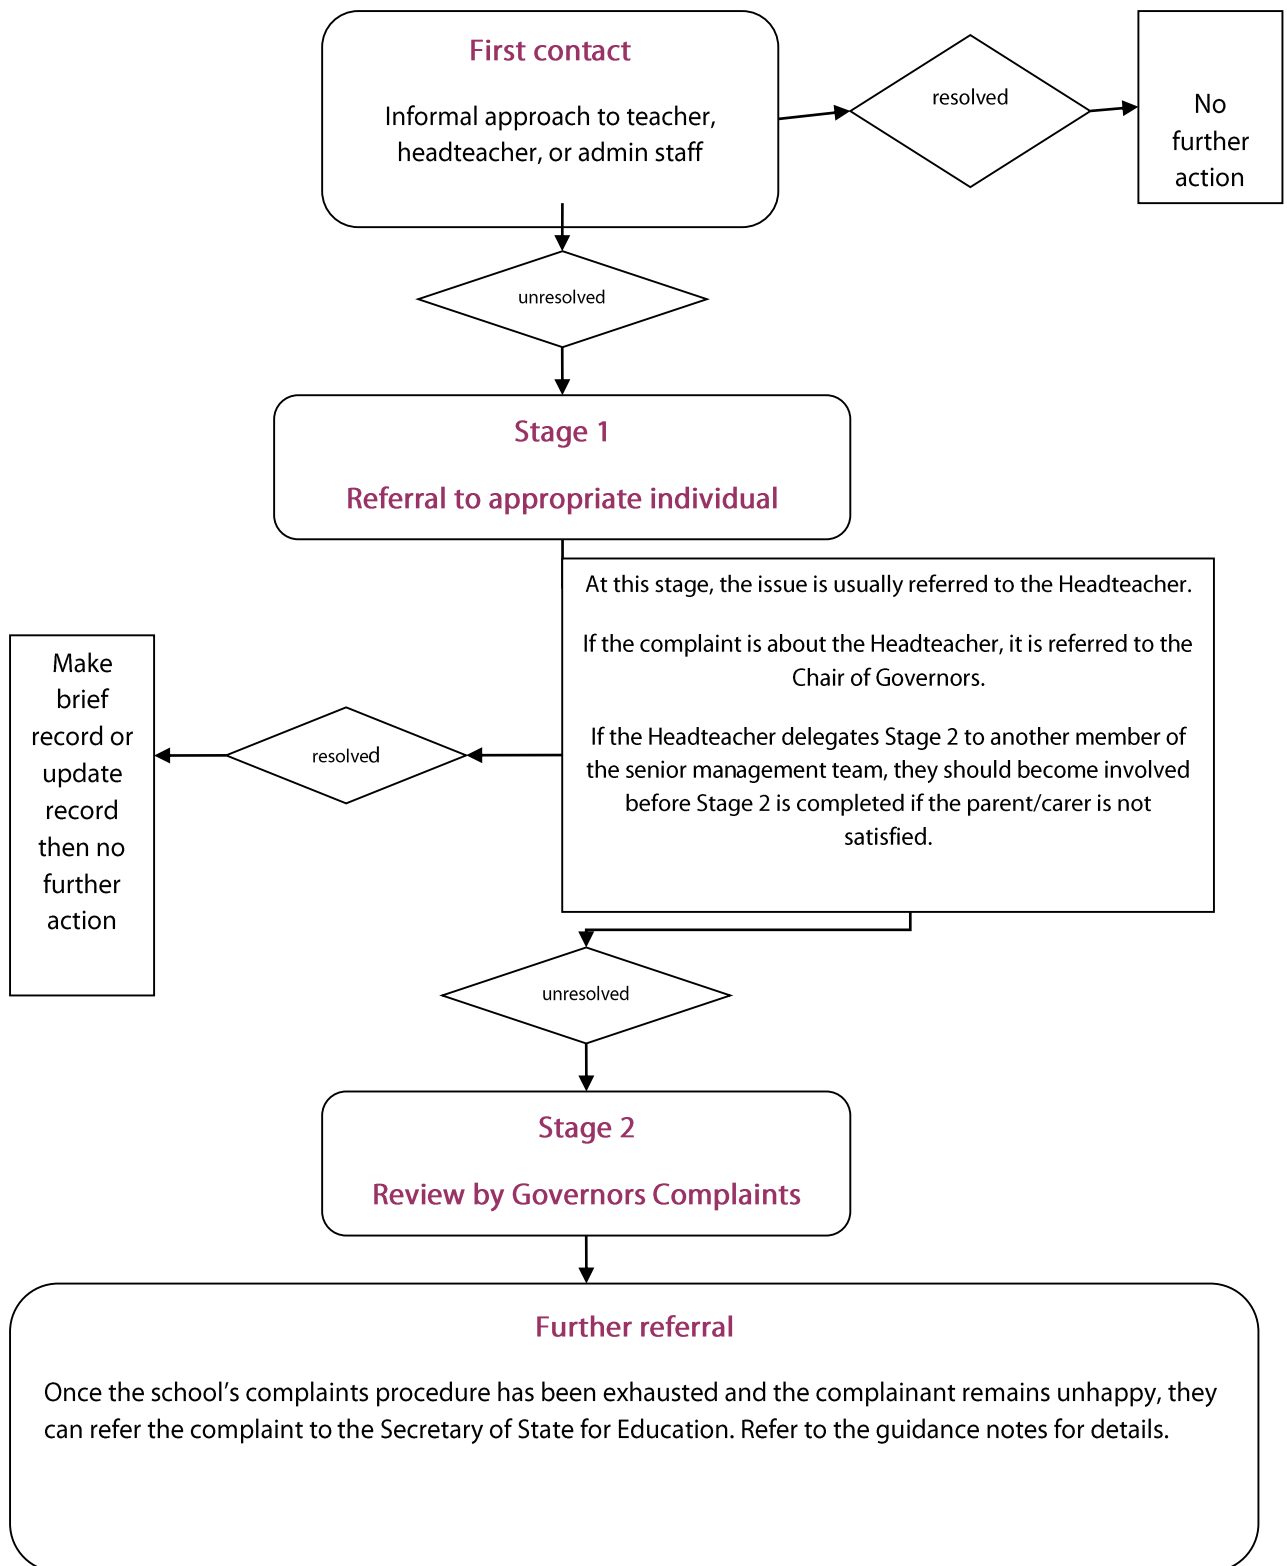 First contact
Informal approach to teacher,
headteacher, or admin staff
resolved
No
further
action
unresolved
Stage 1
Referral to appropriate individual
At this stage, the issue is usually referred to the Headteacher.
If the complaint is about the Headteacher, it is referred to the
Chair of Governors.
If the Headteacher delegates Stage 2 to another member of
the senior management team, they should become involved
before Stage 2 is completed if the parent/carer is not
satisfied.
resolved
Make
brief
record or
update
record
then no
further
action
unresolved
Stage 2
Review by Governors Complaints
Further referral
Once the school’s complaints procedure has been exhausted and the complainant remains unhappy, they
can refer the complaint to the Secretary of State for Education. Refer to the guidance notes for details.